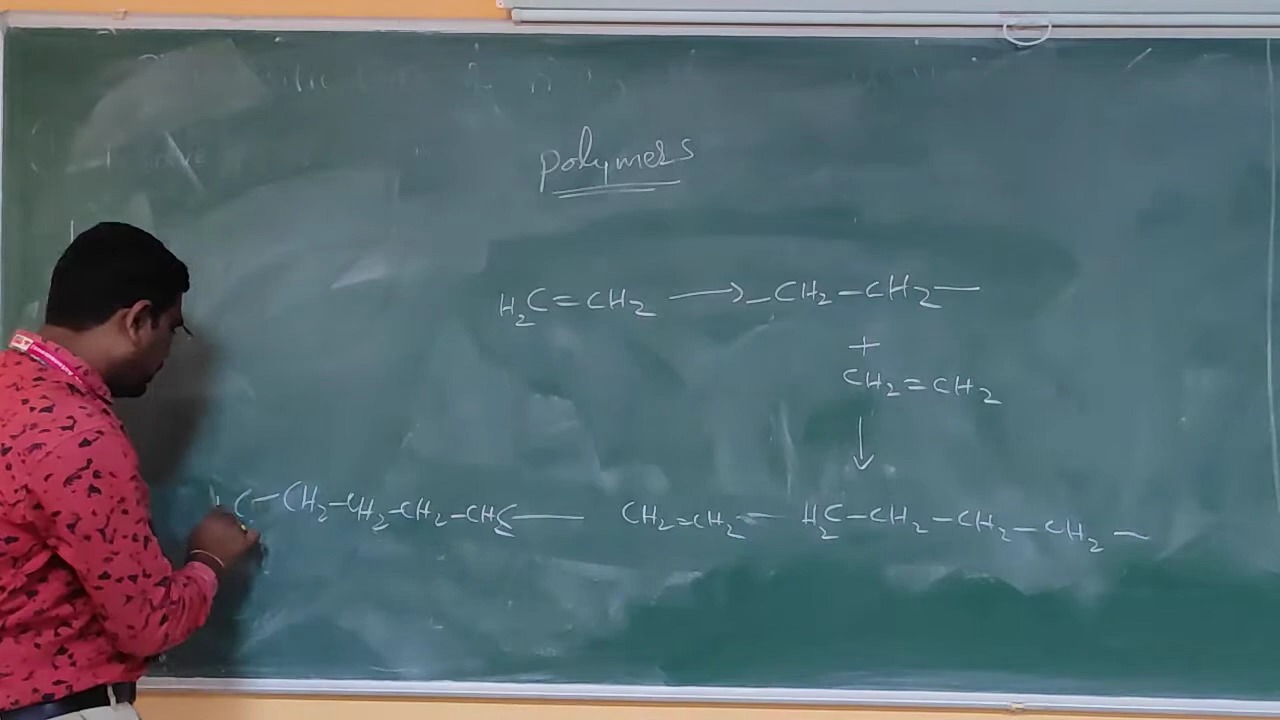 polymers
H₂C=CH₂ ⟶ –CH₂–CH₂–
+
CH₂=CH₂
↓
C–CH₂–CH₂–CH₂–CH₂— CH₂=CH₂– H₂C–CH₂–CH₂–CH₂–